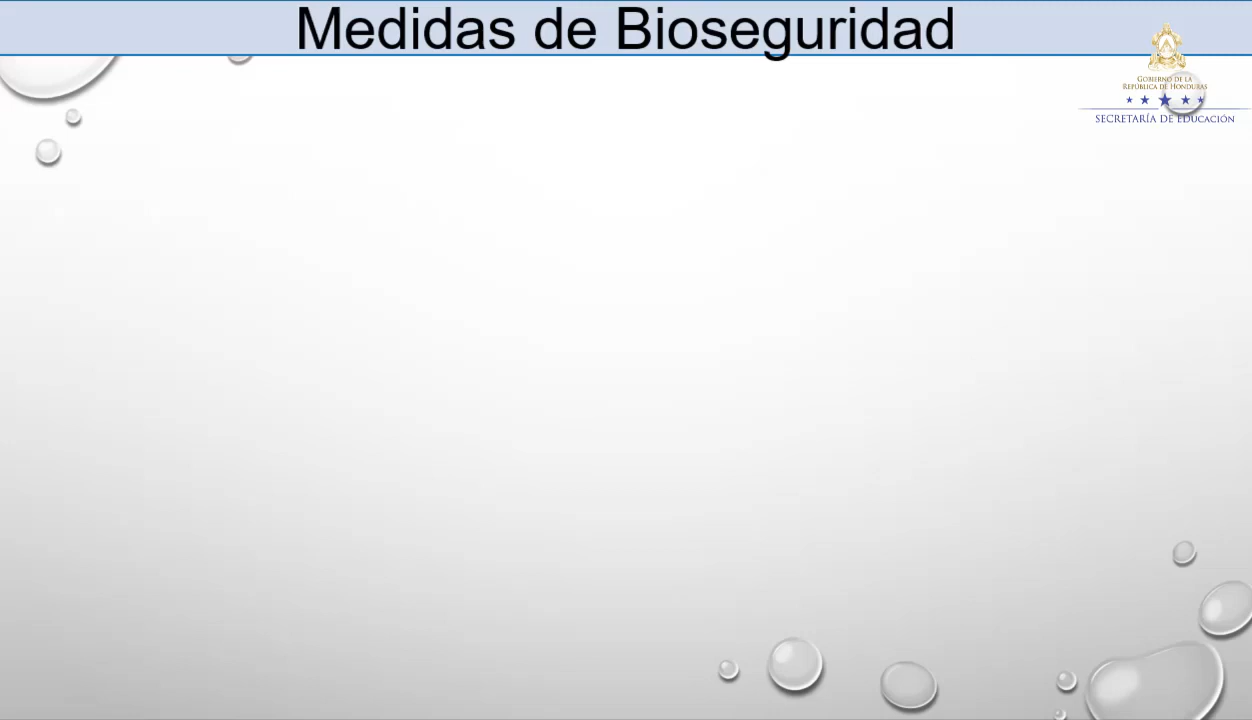 Medidas de Bioseguridad
GOBIERNO DE LA
REPÚBLICA DE HONDURAS
SECRETARÍA DE EDUCACIÓN